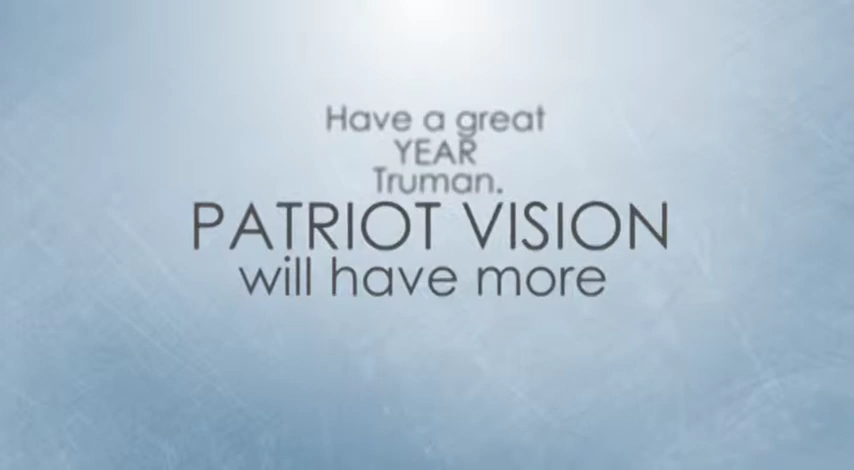 Have a great
YEAR
Truman.
PATRIOT VISION
will have more